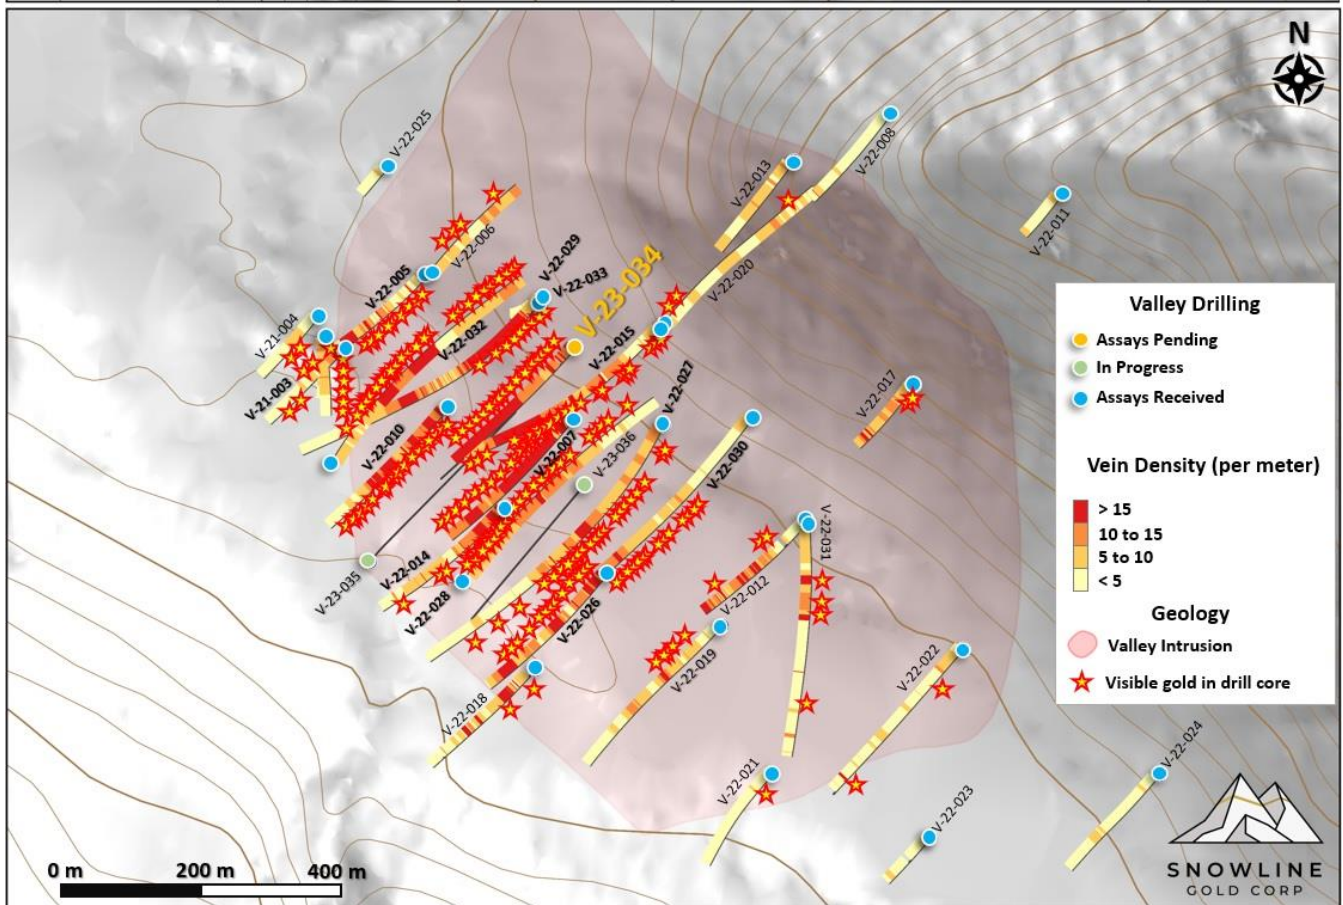 N
V-22-025
V-22-008
V-22-013
V-22-011
V-22-006
V-22-005
V-22-029
V-22-033
V-23-034
V-22-020
V-21-004
V-22-032
V-22-015
V-21-003
V-22-027
V-22-017
V-22-010
V-22-007
V-23-036
V-22-030
V-22-014
V-22-031
V-23-035
V-22-028
V-22-026
V-22-012
V-22-019
V-22-022
V-22-018
V-22-021
V-22-024
V-22-023
Valley Drilling
Assays Pending
In Progress
Assays Received
Vein Density (per meter)
> 15
10 to 15
5 to 10
< 5
Geology
Valley Intrusion
Visible gold in drill core
0 m 200 m 400 m
SNOWLINE
GOLD CORP